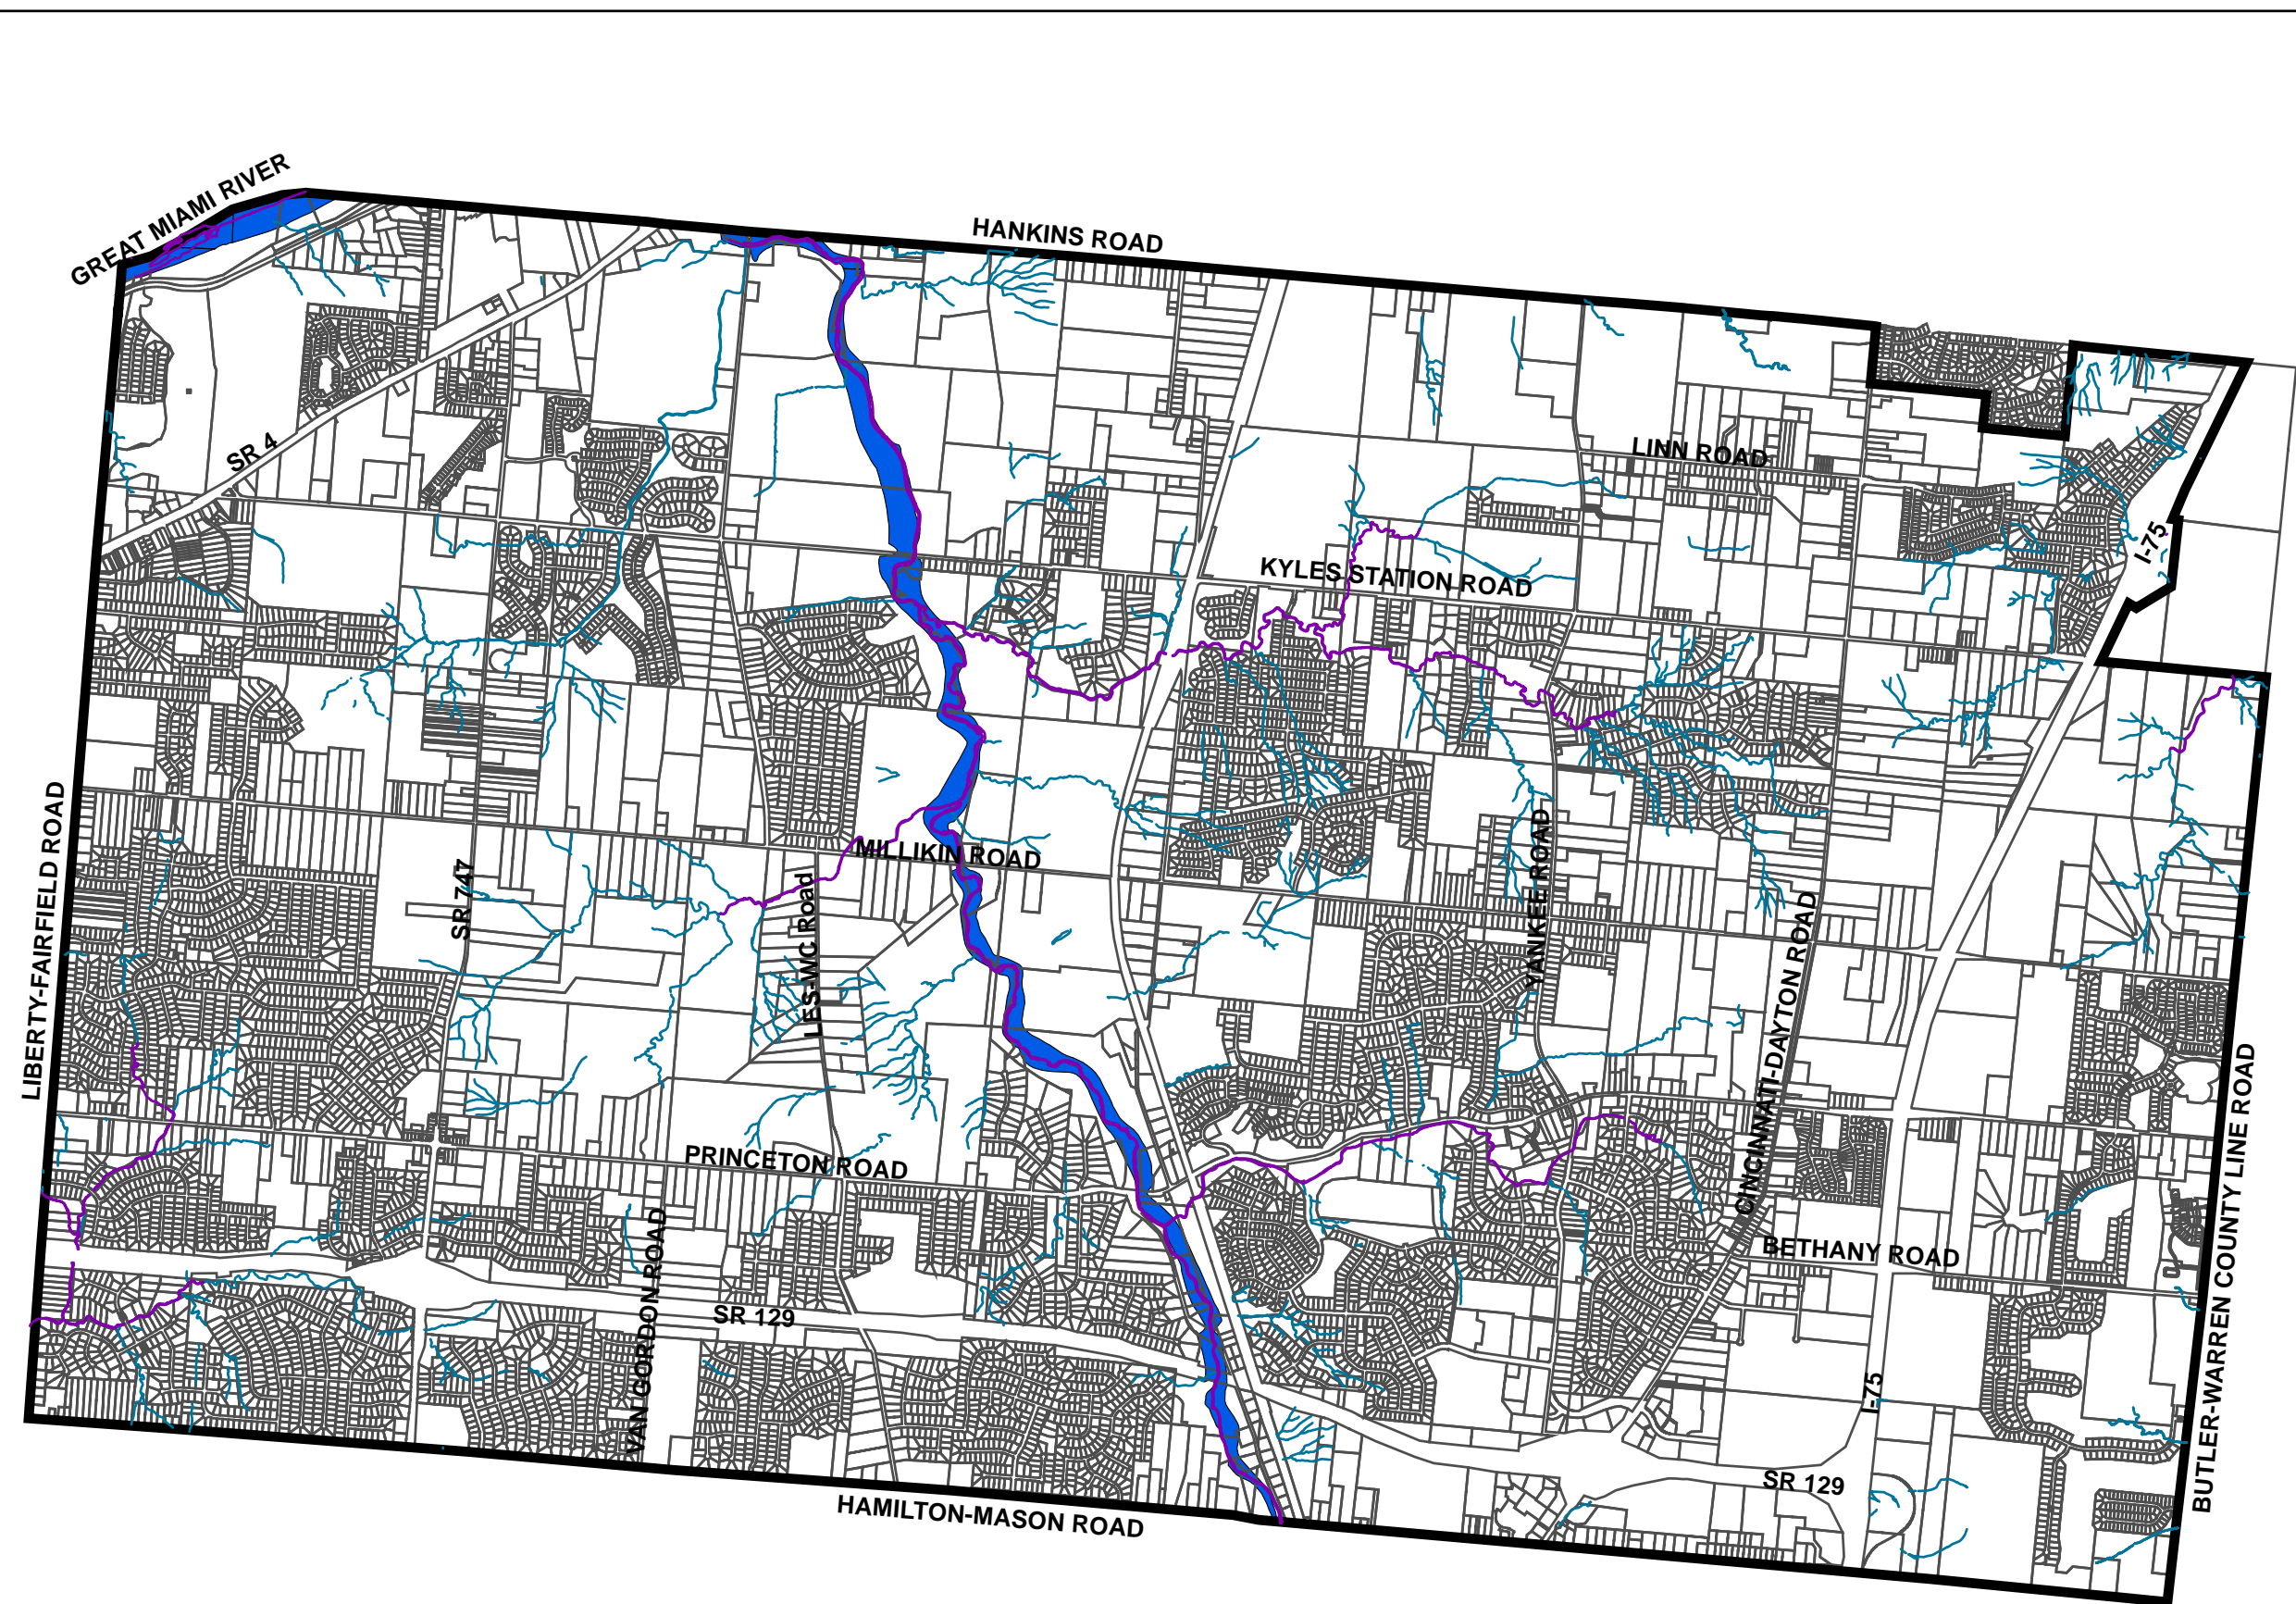 GREAT MIAMI RIVER
HANKINS ROAD
SR 4
LINN ROAD
I-75
KYLES STATION ROAD
LIBERTY-FAIRFIELD ROAD
SR 747
MILLIKIN ROAD
YANKEE ROAD
LES-WC Road
CINCINNATI-DAYTON ROAD
PRINCETON ROAD
BUTLER-WARREN COUNTY LINE ROAD
VAN GORDON ROAD
BETHANY ROAD
SR 129
I-75
SR 129
HAMILTON-MASON ROAD